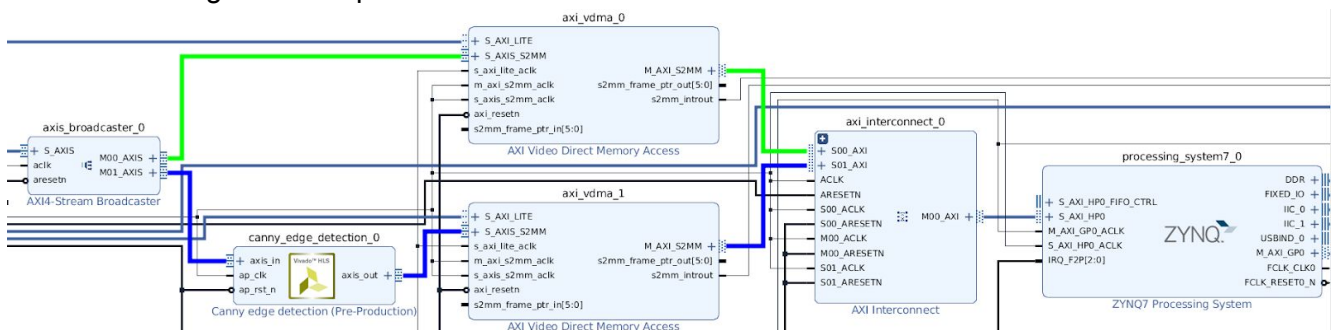 axi_vdma_0
S_AXI_LITE
S_AXIS_S2MM
s_axi_lite_aclk
M_AXI_S2MM
m_axi_s2mm_aclk
s2mm_frame_ptr_out[5:0]
s_axis_s2mm_aclk
s2mm_introut
axi_resetn
s2mm_frame_ptr_in[5:0]
AXI Video Direct Memory Access
axis_broadcaster_0
S_AXIS
M00_AXIS
aclk
M01_AXIS
aresetn
AXI4-Stream Broadcaster
canny_edge_detection_0
axis_in
Vivado™ HLS
axis_out
ap_clk
ap_rst_n
Canny edge detection (Pre-Production)
axi_vdma_1
S_AXI_LITE
S_AXIS_S2MM
s_axi_lite_aclk
M_AXI_S2MM
m_axi_s2mm_aclk
s2mm_frame_ptr_out[5:0]
s_axis_s2mm_aclk
s2mm_introut
axi_resetn
s2mm_frame_ptr_in[5:0]
AXI Video Direct Memory Access
axi_interconnect_0
S00_AXI
S01_AXI
ACLK
ARESETN
S00_ACLK
S00_ARESETN
M00_AXI
M00_ACLK
M00_ARESETN
S01_ACLK
S01_ARESETN
AXI Interconnect
processing_system7_0
DDR
FIXED_IO
S_AXI_HP0_FIFO_CTRL
IIC_0
S_AXI_HP0
IIC_1
M_AXI_GP0_ACLK
ZYNQ
USBIND_0
S_AXI_HP0_ACLK
M_AXI_GP0
IRQ_F2P[2:0]
FCLK_CLK0
FCLK_RESET0_N
ZYNQ7 Processing System